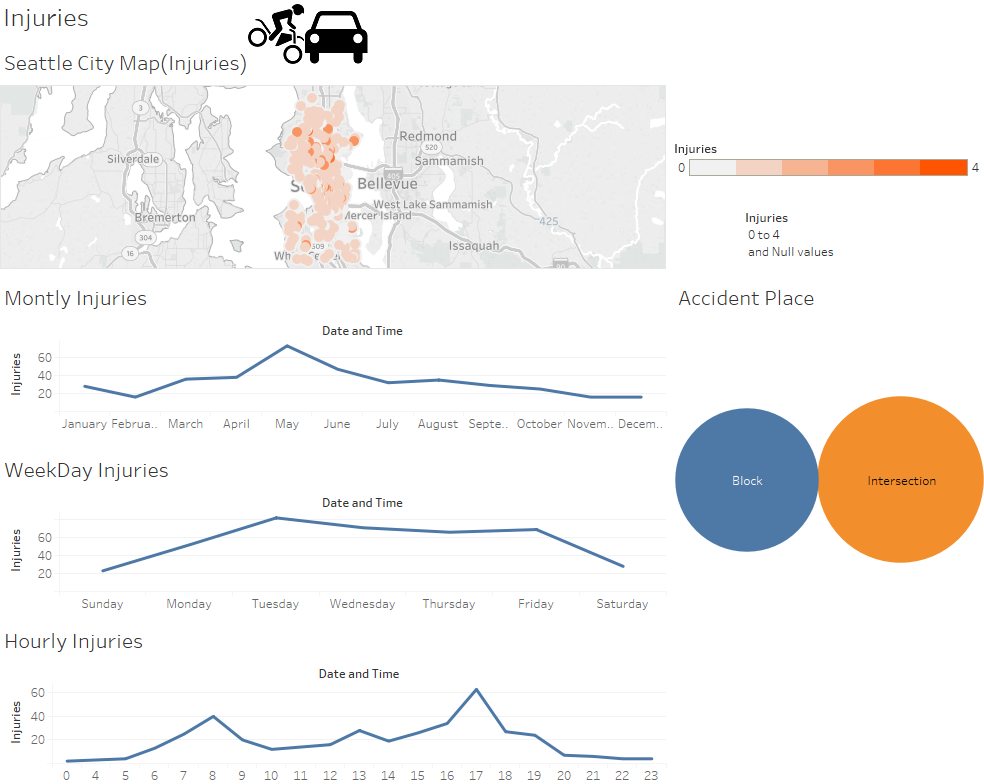 Injuries
Seattle City Map(Injuries)
3
Redmond
520
Silverdale
Sammamish
Bellevue
West Lake Sammamish
Bremerton
Mercer Island
425
304
509
Issaquah
16
Injuries
0 4
Injuries
0 to 4
and Null values
Montly Injuries
Date and Time
Injuries
60
40
20
January Februa.. March April May June July August Septe.. October Novem.. Decem..
Accident Place
Block Intersection
WeekDay Injuries
Date and Time
Injuries
60
40
20
Sunday Monday Tuesday Wednesday Thursday Friday Saturday
Hourly Injuries
Date and Time
Injuries
60
40
20
0 4 5 6 7 8 9 10 11 12 13 14 15 16 17 18 19 20 21 22 23